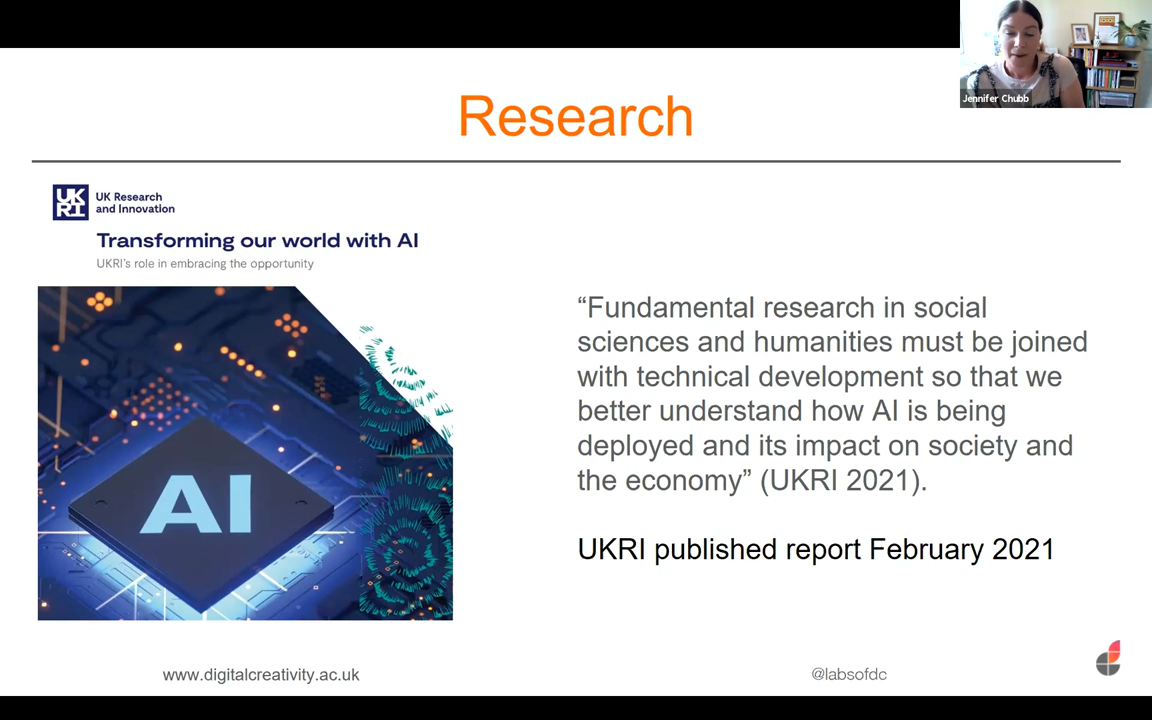 Jennifer Chubb
Research
UK
RI
UK Research
and Innovation
Transforming our world with AI
UKRI's role in embracing the opportunity
AI
“Fundamental research in social
sciences and humanities must be joined
with technical development so that we
better understand how AI is being
deployed and its impact on society and
the economy” (UKRI 2021).
UKRI published report February 2021
www.digitalcreativity.ac.uk
@labsofdc